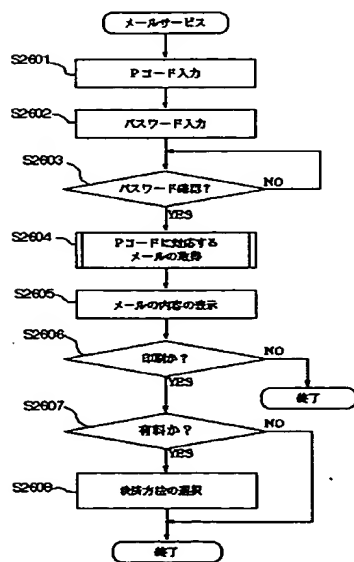 メールサービス
S2601
Pコード入力
S2602
パスワード入力
S2603
パスワード確認?
NO
YES
S2604
Pコードに対応する
メールの取得
S2605
メールの内容の表示
S2606
印刷か?
NO
YES
終了
S2607
有料か?
NO
YES
S2608
決済方法の選択
終了